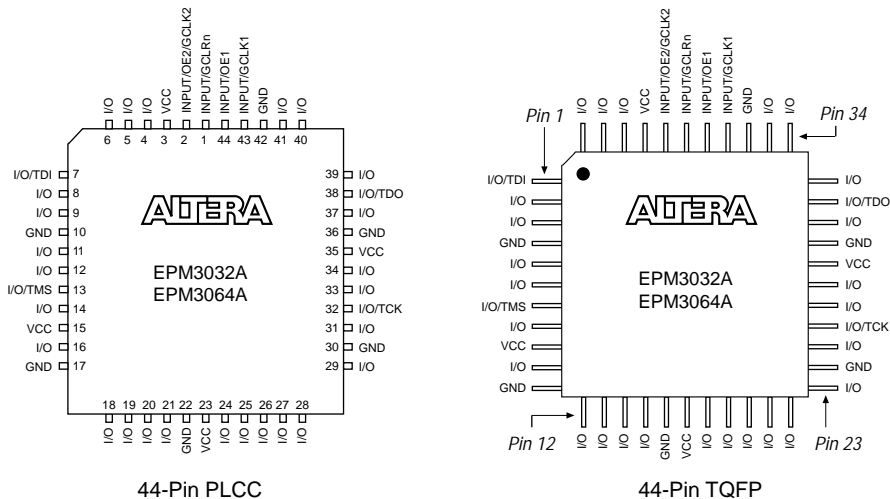 I/O I/O I/O VCC INPUT/OE2/GCLK2 INPUT/GCLRn INPUT/OE1 INPUT/GCLK1 GND I/O I/O
6 5 4 3 2 1 44 43 42 41 40
I/O/TDI 7 39 I/O
I/O 8 38 I/O/TDO
I/O 9 37 I/O
GND 10 36 GND
I/O 11 35 VCC
I/O 12 34 I/O
I/O/TMS 13 33 I/O
I/O 14 32 I/O/TCK
VCC 15 31 I/O
I/O 16 30 GND
GND 17 29 I/O
ALTERA
EPM3032A
EPM3064A
18 19 20 21 22 23 24 25 26 27 28
I/O I/O I/O I/O GND VCC I/O I/O I/O I/O I/O
44-Pin PLCC
I/O I/O I/O VCC INPUT/OE2/GCLK2 INPUT/GCLRn INPUT/OE1 INPUT/GCLK1 GND I/O I/O
Pin 1 Pin 34
I/O/TDI I/O
I/O I/O/TDO
I/O I/O
GND GND
I/O VCC
I/O I/O
I/O/TMS I/O
I/O I/O/TCK
VCC I/O
I/O GND
GND I/O
ALTERA
EPM3032A
EPM3064A
Pin 12 Pin 23
I/O I/O I/O I/O GND VCC I/O I/O I/O I/O I/O
44-Pin TQFP